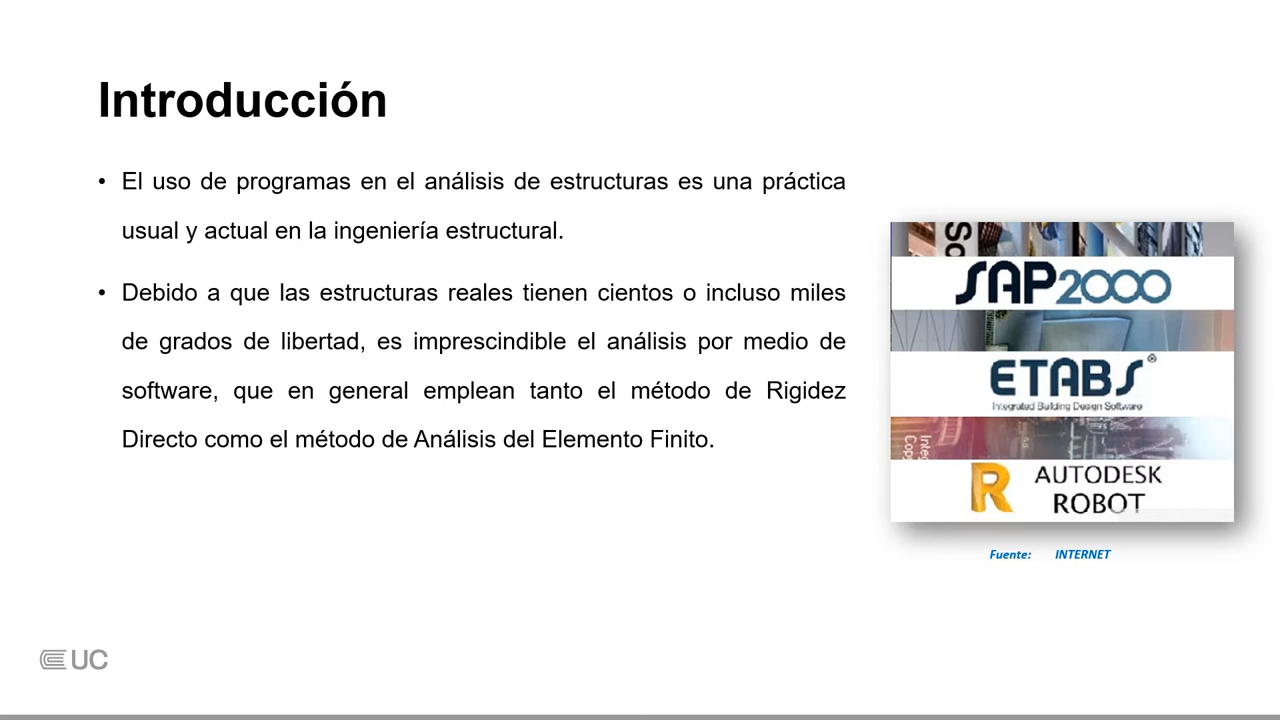 Introducción
• El uso de programas en el análisis de estructuras es una práctica
usual y actual en la ingeniería estructural.
• Debido a que las estructuras reales tienen cientos o incluso miles
de grados de libertad, es imprescindible el análisis por medio de
software, que en general emplean tanto el método de Rigidez
Directo como el método de Análisis del Elemento Finito.
So
SAP2000
ETABS®
Integrated Building Design Software
Inte
Cop
R AUTODESK
ROBOT
Fuente: INTERNET
UC